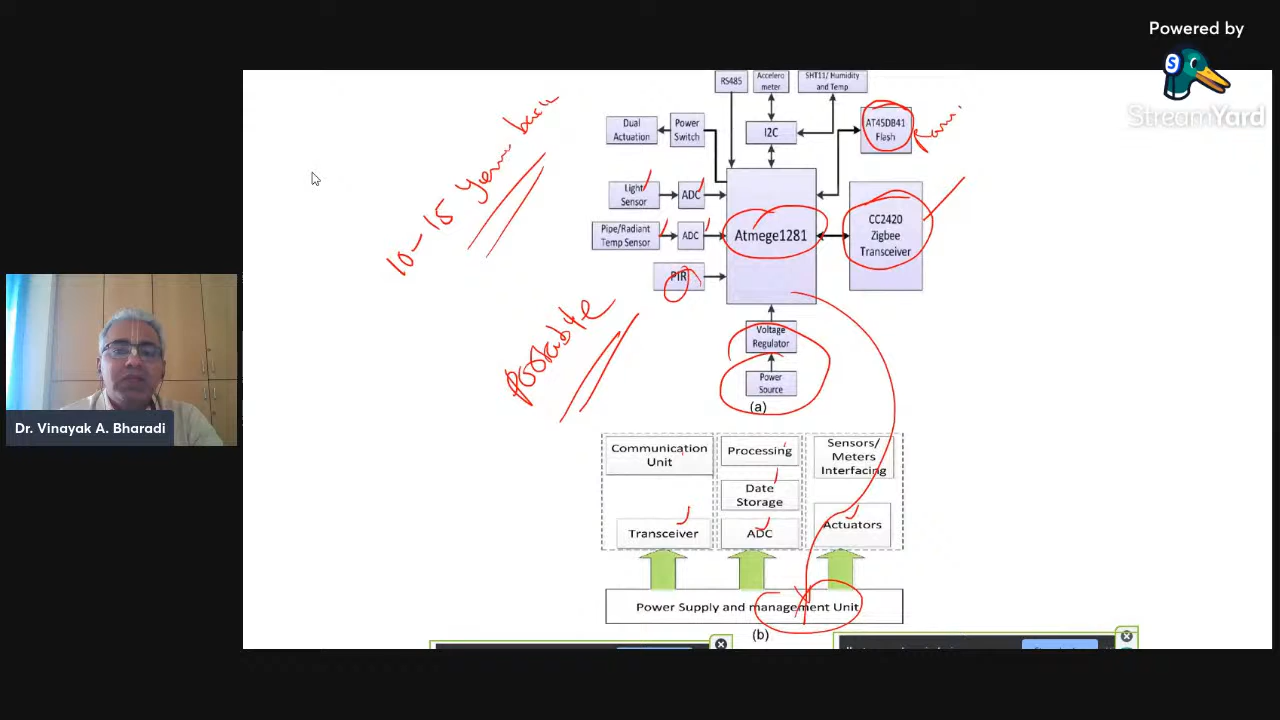 Powered by
StreamYard
S
RS485
Accelero
meter
SHT11/ Humidity
and Temp
Dual
Actuation
Power
Switch
I2C
AT45DB41
Flash
Light
Sensor
ADC
Pipe/Radiant
Temp Sensor
ADC
Atmege1281
CC2420
Zigbee
Transceiver
PIR
Voltage
Regulator
Power
Source
(a)
10-15 years back
portable
Communication
Unit
Processing
Sensors/
Meters
Interfacing
Date
Storage
Transceiver
ADC
Actuators
Power Supply and management Unit
(b)
Dr. Vinayak A. Bharadi